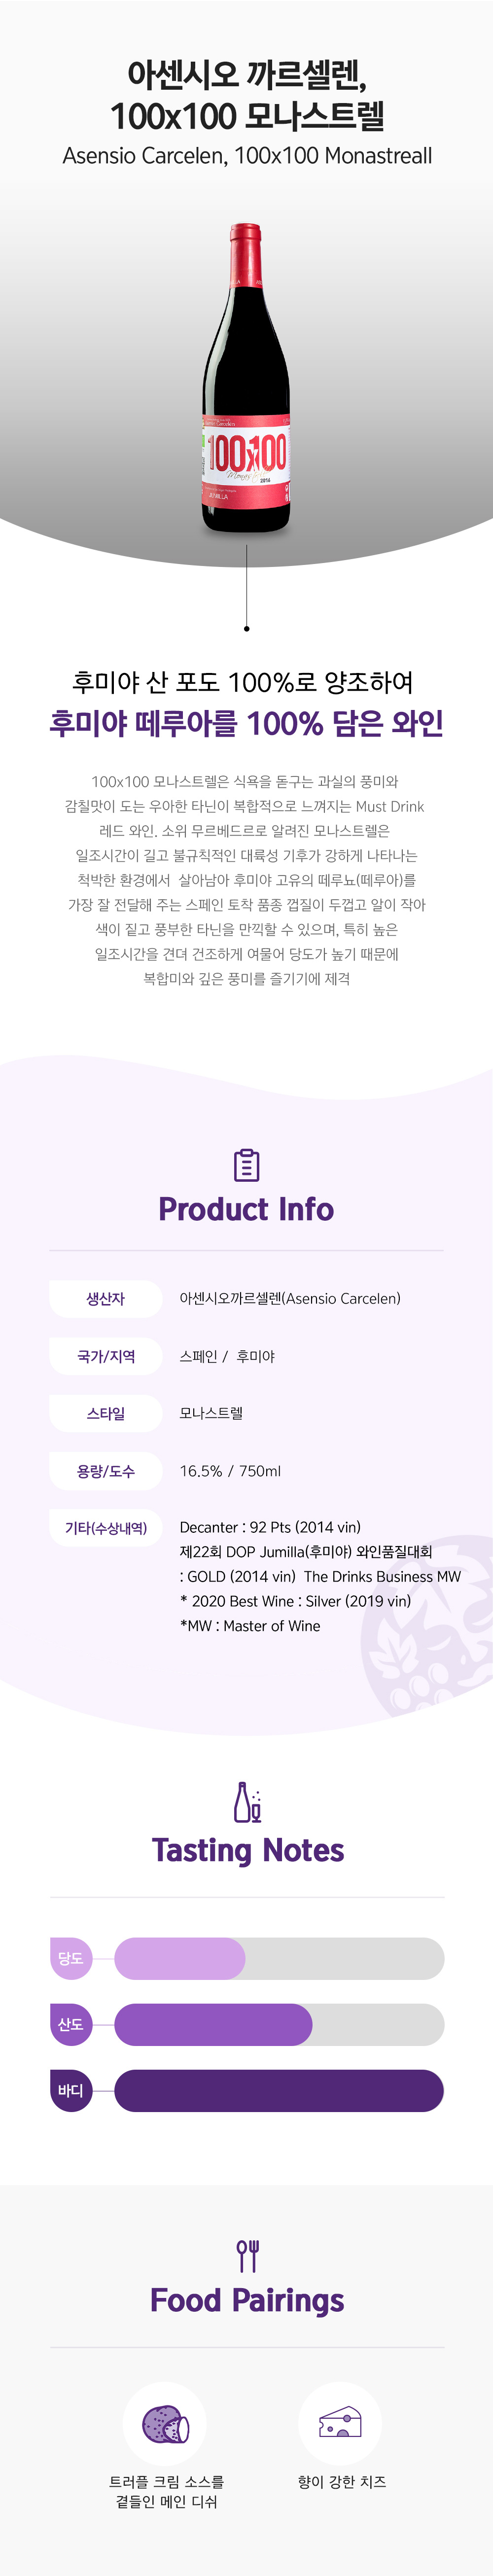 아센시오 까르셀렌,
100x100 모나스트렐
Asensio Carcelen, 100x100 Monastreall
100x100
2016
JUMILLA
후미야 산 포도 100%로 양조하여
후미야 떼루아를 100% 담은 와인
100x100 모나스트렐은 식욕을 돋구는 과실의 풍미와
감칠맛이 도는 우아한 타닌이 복합적으로 느껴지는 Must Drink
레드 와인. 소위 무르베드르로 알려진 모나스트렐은
일조시간이 길고 불규칙적인 대륙성 기후가 강하게 나타나는
척박한 환경에서 살아남아 후미야 고유의 떼루뇨(떼루아)를
가장 잘 전달해 주는 스페인 토착 품종 껍질이 두껍고 알이 작아
색이 짙고 풍부한 타닌을 만끽할 수 있으며, 특히 높은
일조시간을 견뎌 건조하게 여물어 당도가 높기 때문에
복합미와 깊은 풍미를 즐기기에 제격
Product Info
생산자 아센시오까르셀렌(Asensio Carcelen)
국가/지역 스페인 / 후미야
스타일 모나스트렐
용량/도수 16.5% / 750ml
기타(수상내역) Decanter : 92 Pts (2014 vin)
제22회 DOP Jumilla(후미야) 와인품질대회
: GOLD (2014 vin) The Drinks Business MW
* 2020 Best Wine : Silver (2019 vin)
*MW : Master of Wine
Tasting Notes
당도
산도
바디
Food Pairings
트러플 크림 소스를
곁들인 메인 디쉬
향이 강한 치즈